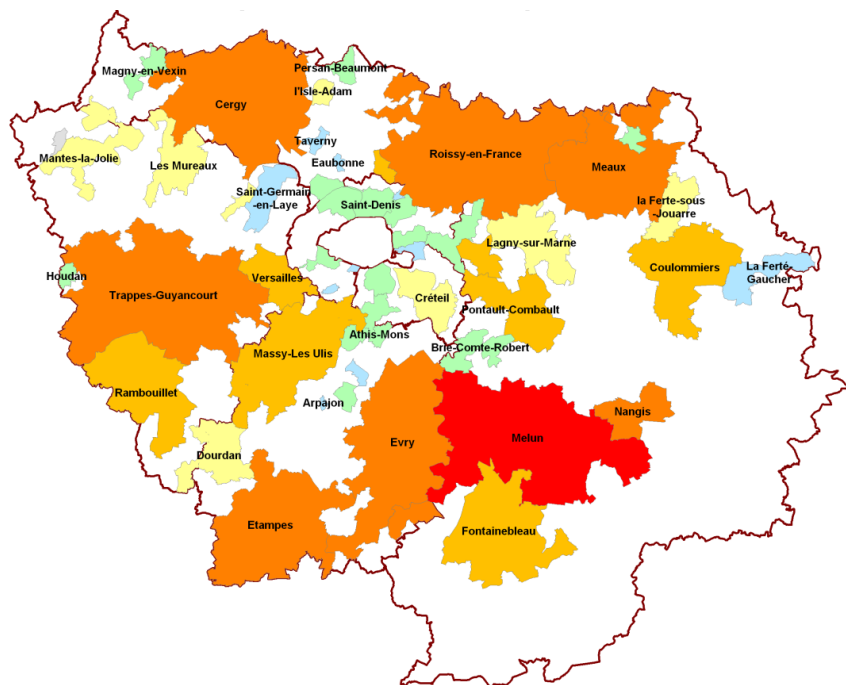 Persan-Beaumont
Magny-en-Vexin
l'Isle-Adam
Cergy
Taverny
Roissy-en-France
Mantes-la-Jolie
Les Mureaux
Eaubonne
Meaux
Saint-Germain
-en-Laye
Saint-Denis
la Ferte-sous
-Jouarre
Lagny-sur-Marne
Houdan
Versailles
Coulommiers
La Ferté-
Gaucher
Trappes-Guyancourt
Créteil
Pontault-Combault
Athis-Mons
Massy-Les Ulis
Brie-Comte-Robert
Rambouillet
Arpajon
Nangis
Evry
Melun
Dourdan
Etampes
Fontainebleau